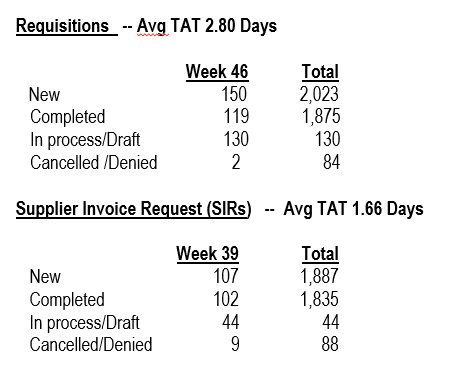 Requisitions -- Avg TAT 2.80 Days
Week 46 Total
New 150 2,023
Completed 119 1,875
In process/Draft 130 130
Cancelled /Denied 2 84
Supplier Invoice Request (SIRs) -- Avg TAT 1.66 Days
Week 39 Total
New 107 1,887
Completed 102 1,835
In process/Draft 44 44
Cancelled/Denied 9 88